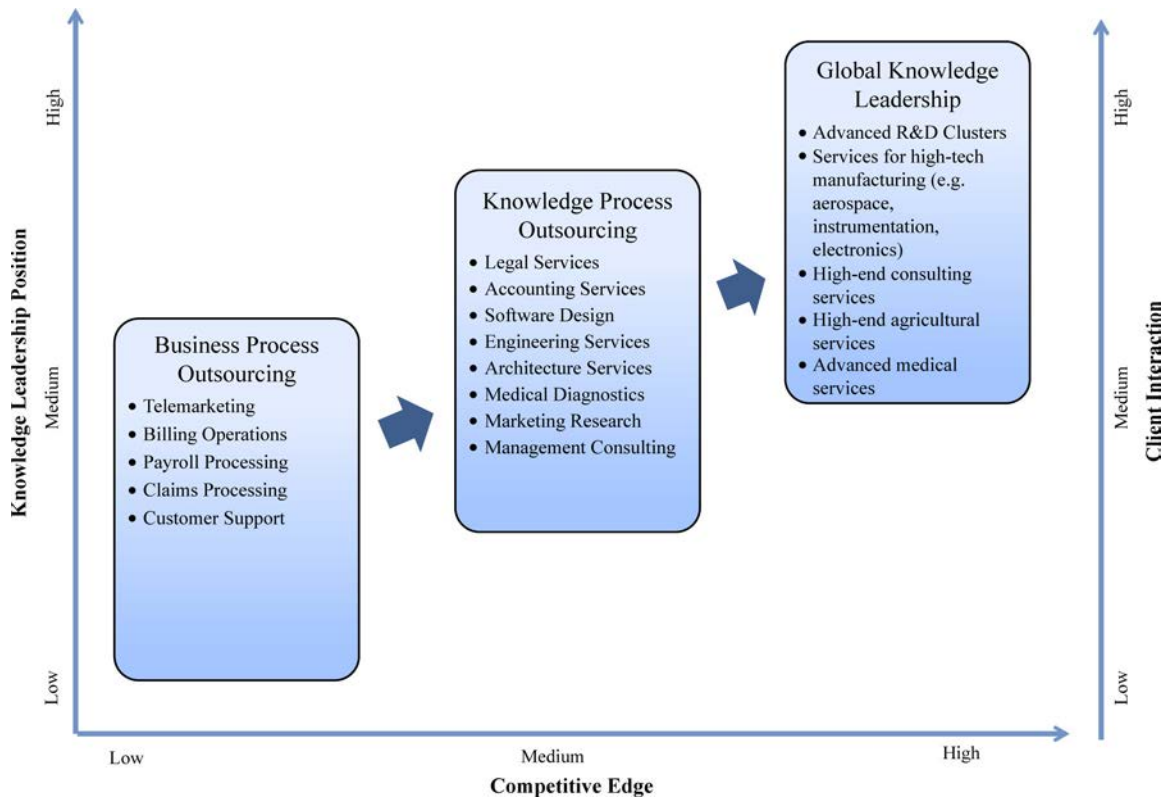 High
Medium
Low
Knowledge Leadership Position
Business Process
Outsourcing
• Telemarketing
• Billing Operations
• Payroll Processing
• Claims Processing
• Customer Support
Knowledge Process
Outsourcing
• Legal Services
• Accounting Services
• Software Design
• Engineering Services
• Architecture Services
• Medical Diagnostics
• Marketing Research
• Management Consulting
Global Knowledge
Leadership
• Advanced R&D Clusters
• Services for high-tech
manufacturing (e.g.
aerospace,
instrumentation,
electronics)
• High-end consulting
services
• High-end agricultural
services
• Advanced medical
services
High
Medium
Low
Client Interaction
Low
Medium
High
Competitive Edge